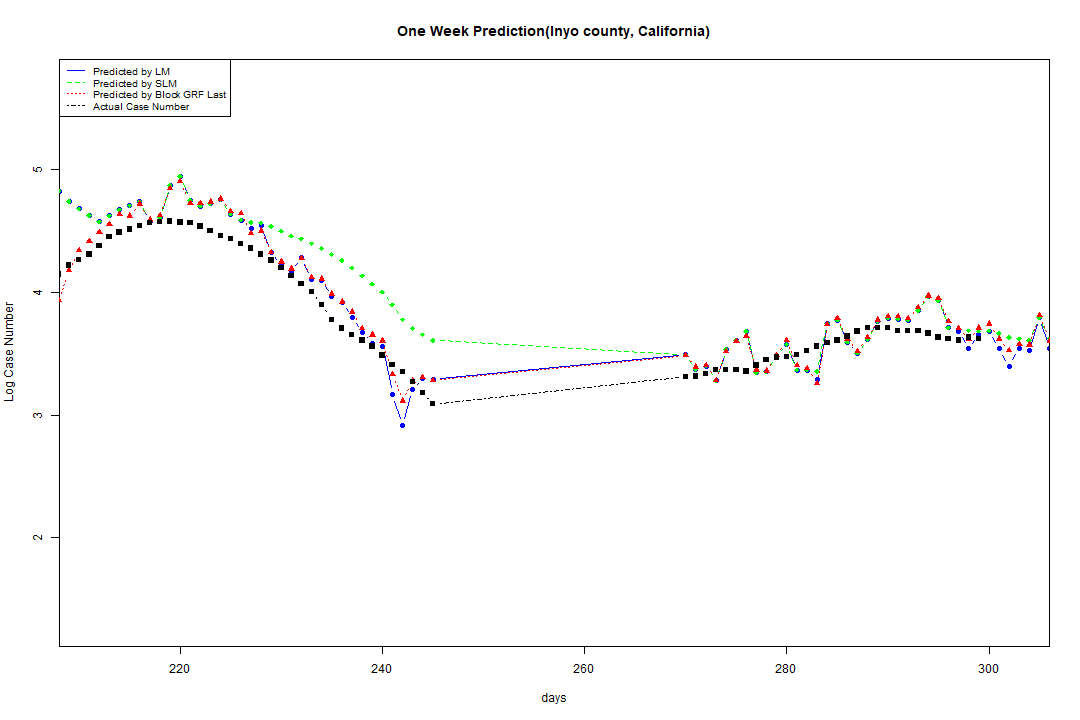 One Week Prediction(Inyo county, California)
Predicted by LM
Predicted by SLM
Predicted by Block GRF Last
Actual Case Number
5
4
3
2
Log Case Number
220 240 260 280 300
days